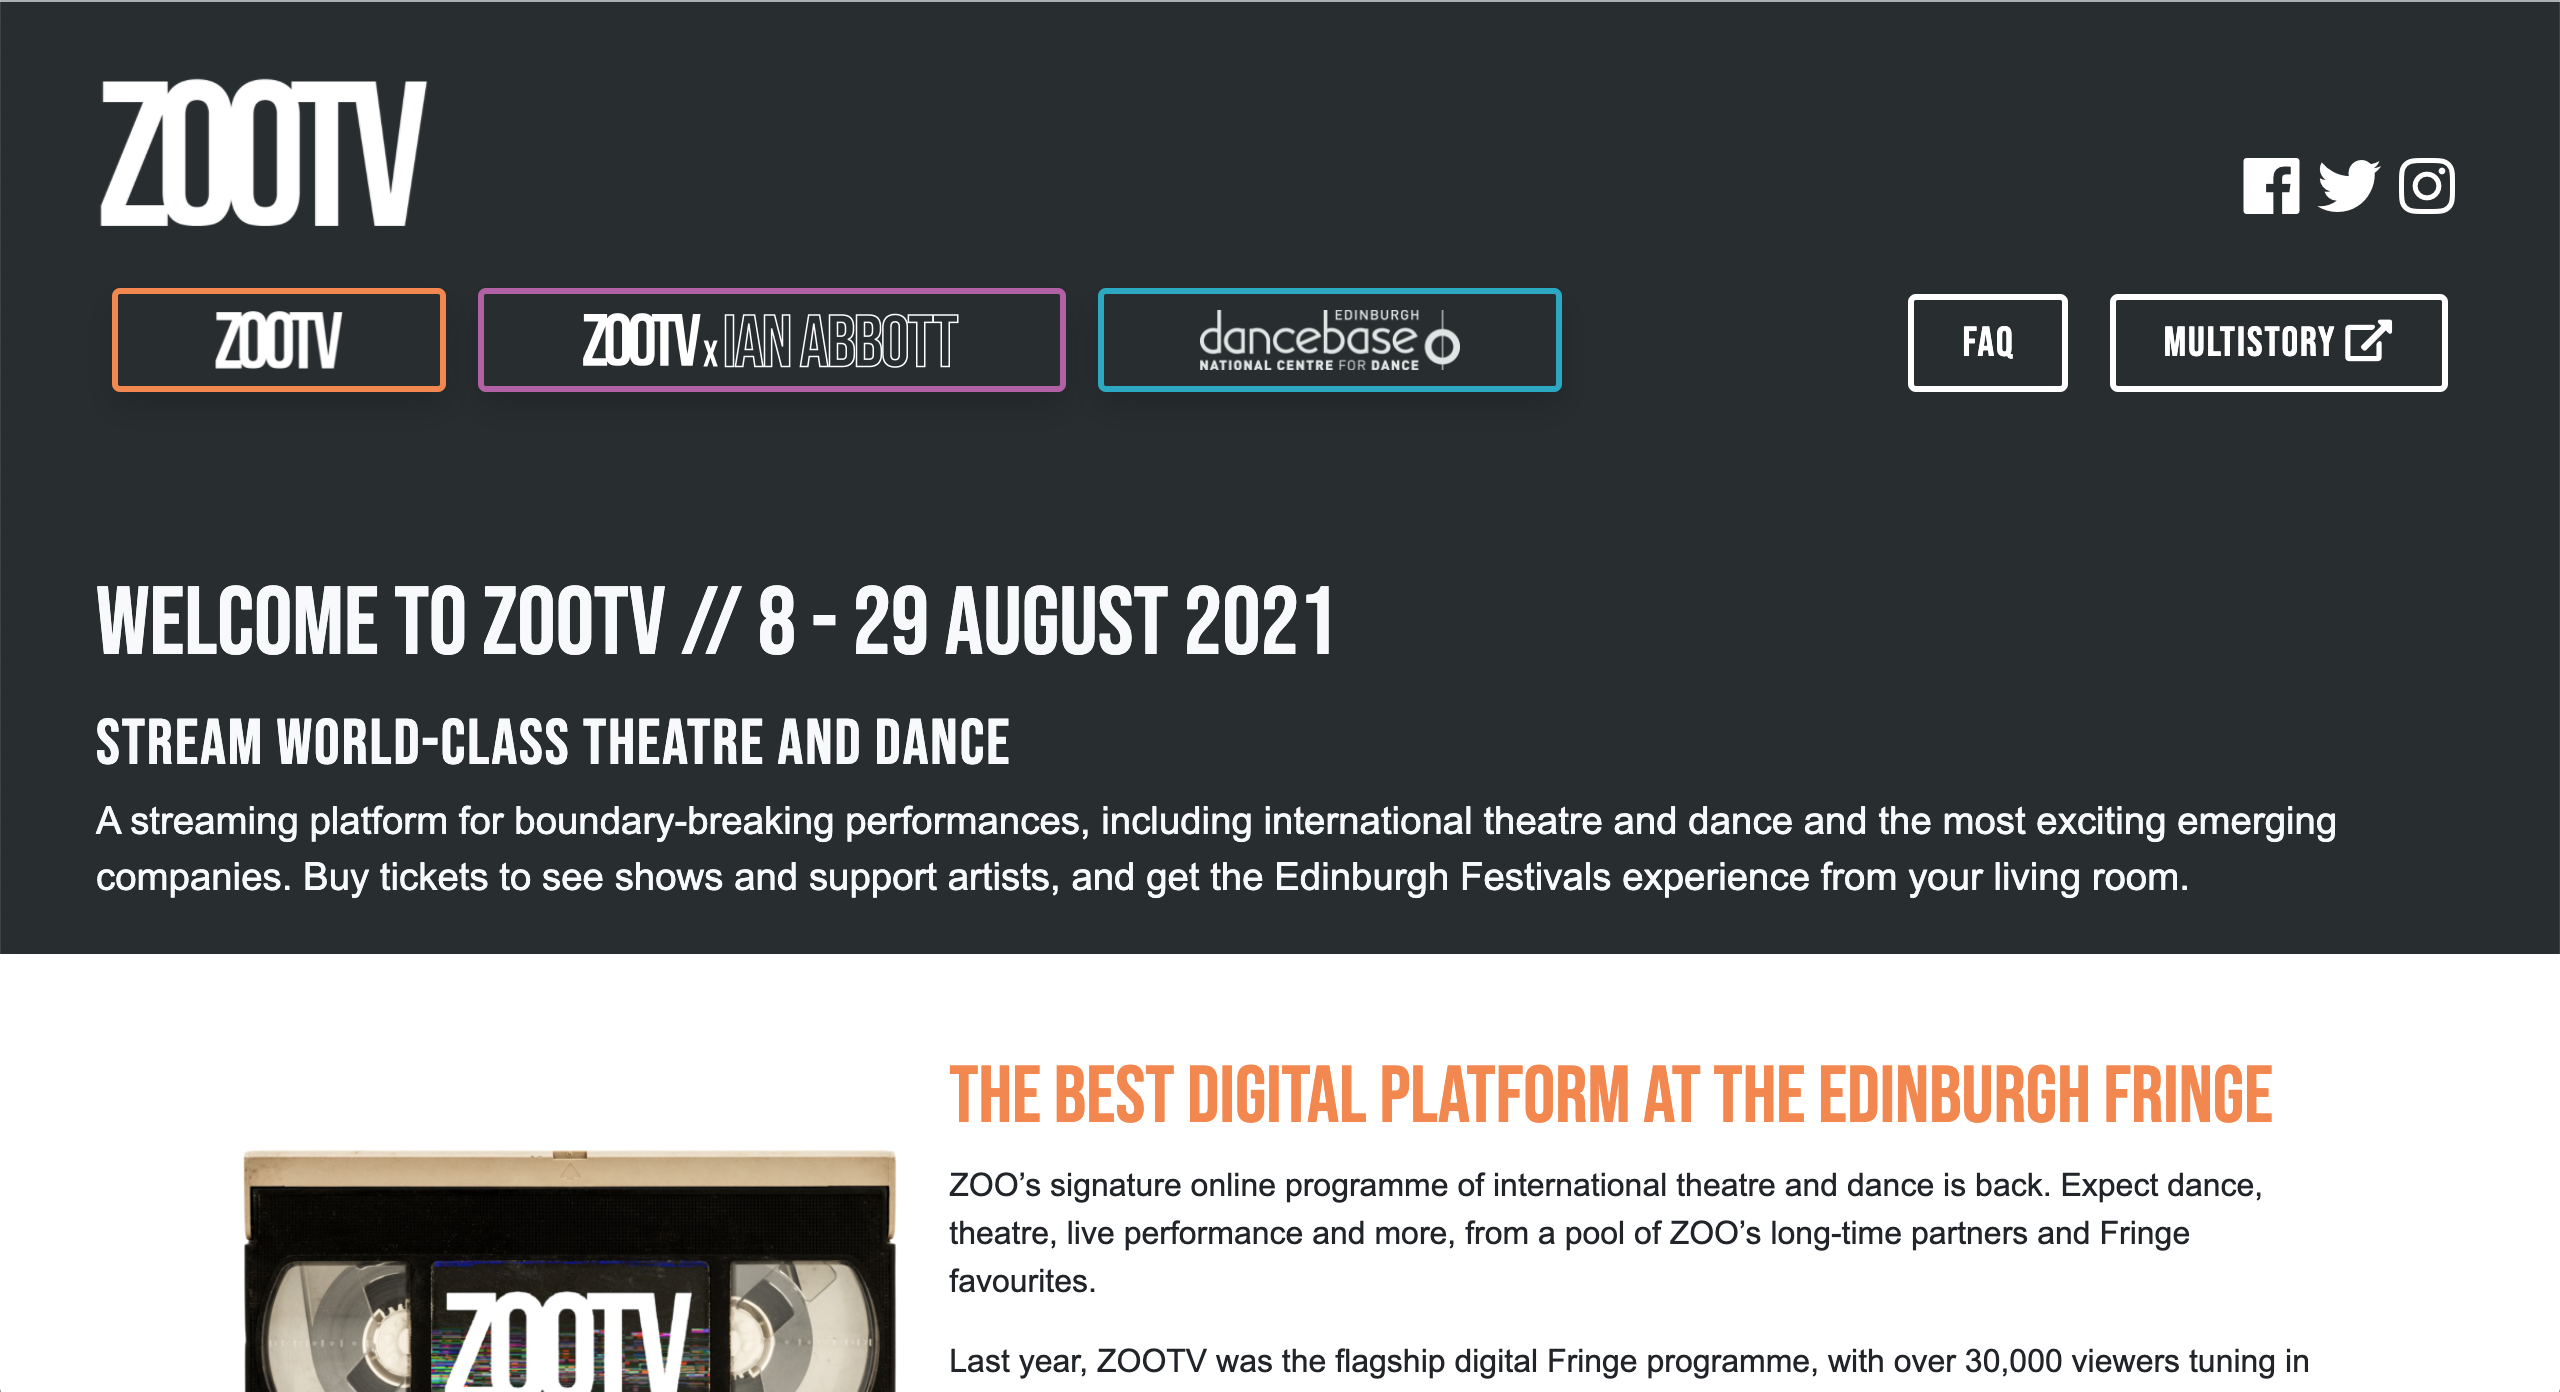 ZOOTV
ZOOTV
ZOOTV x IAN ABBOTT
EDINBURGH
dancebase
NATIONAL CENTRE FOR DANCE
FAQ
MULTISTORY
WELCOME TO ZOOTV // 8 - 29 AUGUST 2021
STREAM WORLD-CLASS THEATRE AND DANCE
A streaming platform for boundary-breaking performances, including international theatre and dance and the most exciting emerging
companies. Buy tickets to see shows and support artists, and get the Edinburgh Festivals experience from your living room.
THE BEST DIGITAL PLATFORM AT THE EDINBURGH FRINGE
ZOO’s signature online programme of international theatre and dance is back. Expect dance,
theatre, live performance and more, from a pool of ZOO’s long-time partners and Fringe
favourites.
Last year, ZOOTV was the flagship digital Fringe programme, with over 30,000 viewers tuning in
ZOOTV